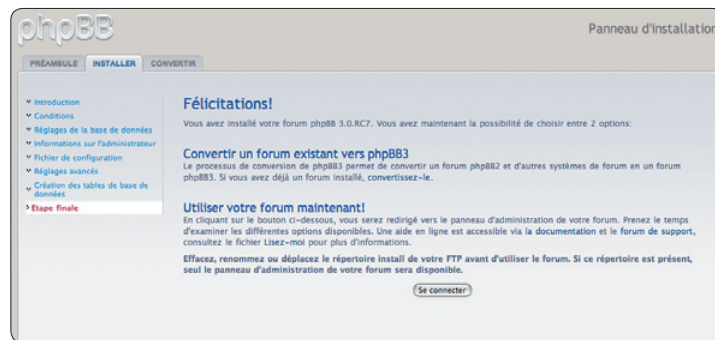 phpBB
Panneau d'installation
PRÉAMBULE INSTALLER CONVERTIR
Introduction
Conditions
Réglages de la base de données
Informations sur l'administrateur
Fichier de configuration
Réglages avancés
Création des tables de base de
données
Etape finale
Félicitations!
Vous avez installé votre forum phpBB 3.0.RC7. Vous avez maintenant la possibilité de choisir entre 2 options:
Convertir un forum existant vers phpBB3
Le processus de conversion de phpBB3 permet de convertir un forum phpBB2 et d'autres systèmes de forum en un forum
phpBB3. Si vous avez déjà un forum installé, convertissez-le.
Utiliser votre forum maintenant!
En cliquant sur le bouton ci-dessous, vous serez redirigé vers le panneau d'administration de votre forum. Prenez le temps
d'examiner les différentes options disponibles. Une aide en ligne est accessible via la documentation et le forum de support,
consultez le fichier Lisez-moi pour plus d'informations.
Effacez, renommez ou déplacez le répertoire install de votre FTP avant d'utiliser le forum. Si ce répertoire est présent,
seul le panneau d'administration de votre forum sera disponible.
Se connecter